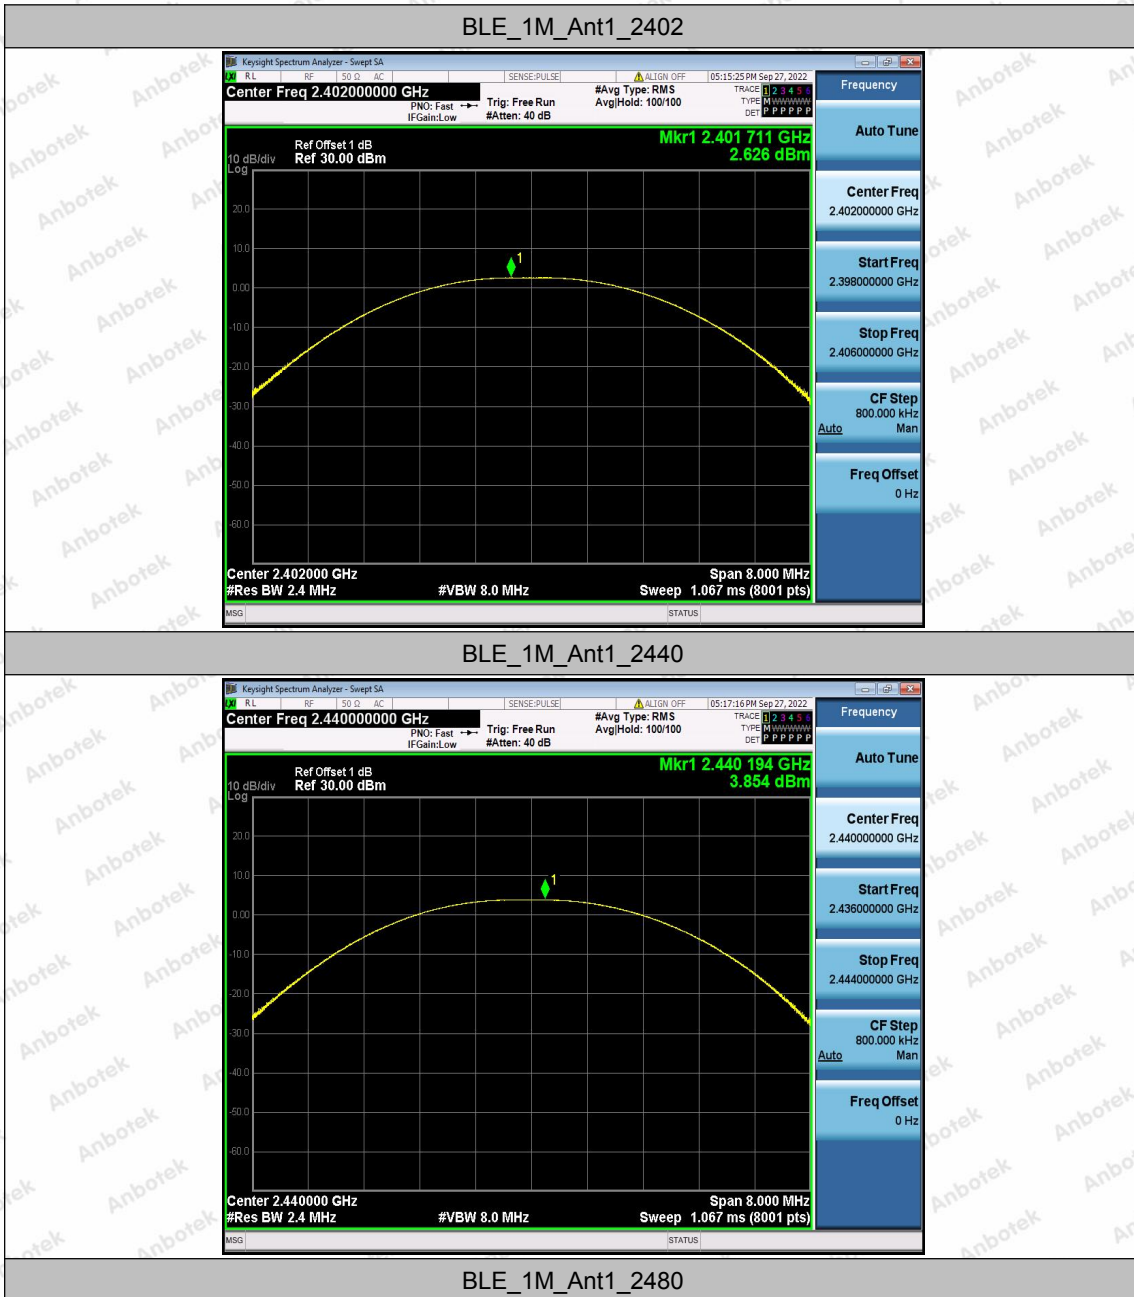 BLE_1M_Ant1_2402
Keysight Spectrum Analyzer - Swept SA
LXI RL RF 50 Ω AC SENSE:PULSE ALIGN OFF 05:15:25 PM Sep 27, 2022
Center Freq 2.402000000 GHz
PNO: Fast
IFGain:Low
Trig: Free Run
#Atten: 40 dB
#Avg Type: RMS
Avg|Hold: 100/100
TRACE 1 2 3 4 5 6
TYPE M W W W W W
DET P P P P P P
Mkr1 2.401 711 GHz
2.626 dBm
Ref Offset 1 dB
10 dB/div Ref 30.00 dBm
Log
20.0
10.0
0.00
-10.0
-20.0
-30.0
-40.0
-50.0
-60.0
1
Center 2.402000 GHz Span 8.000 MHz
#Res BW 2.4 MHz #VBW 8.0 MHz Sweep 1.067 ms (8001 pts)
MSG STATUS
Frequency
Auto Tune
Center Freq
2.402000000 GHz
Start Freq
2.398000000 GHz
Stop Freq
2.406000000 GHz
CF Step
800.000 kHz
Auto Man
Freq Offset
0 Hz
BLE_1M_Ant1_2440
Keysight Spectrum Analyzer - Swept SA
LXI RL RF 50 Ω AC SENSE:PULSE ALIGN OFF 05:17:16 PM Sep 27, 2022
Center Freq 2.440000000 GHz
PNO: Fast
IFGain:Low
Trig: Free Run
#Atten: 40 dB
#Avg Type: RMS
Avg|Hold: 100/100
TRACE 1 2 3 4 5 6
TYPE M W W W W W
DET P P P P P P
Mkr1 2.440 194 GHz
3.854 dBm
Ref Offset 1 dB
10 dB/div Ref 30.00 dBm
Log
20.0
10.0
0.00
-10.0
-20.0
-30.0
-40.0
-50.0
-60.0
1
Center 2.440000 GHz Span 8.000 MHz
#Res BW 2.4 MHz #VBW 8.0 MHz Sweep 1.067 ms (8001 pts)
MSG STATUS
Frequency
Auto Tune
Center Freq
2.440000000 GHz
Start Freq
2.436000000 GHz
Stop Freq
2.444000000 GHz
CF Step
800.000 kHz
Auto Man
Freq Offset
0 Hz
BLE_1M_Ant1_2480
Anbotek